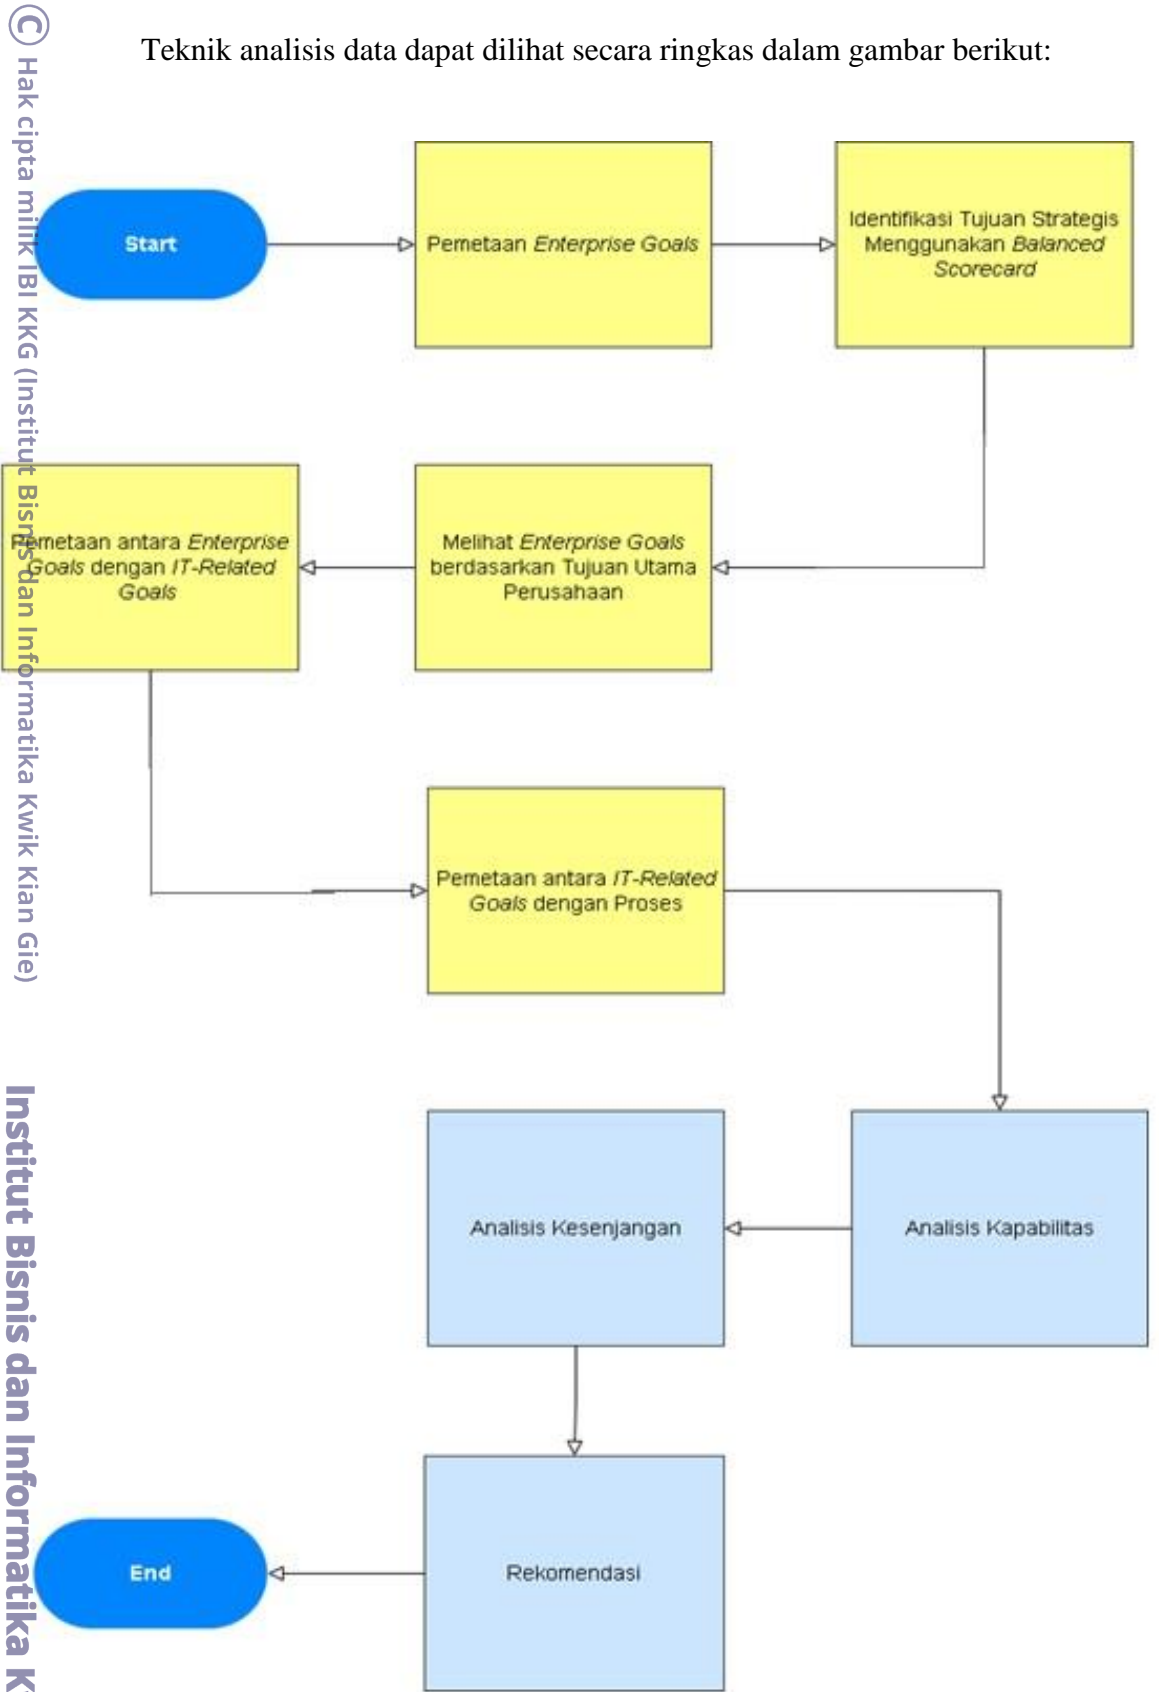 Teknik analisis data dapat dilihat secara ringkas dalam gambar berikut:
Start
Pemetaan Enterprise Goals
Identifikasi Tujuan Strategis
Menggunakan Balanced
Scorecard
Melihat Enterprise Goals
berdasarkan Tujuan Utama
Perusahaan
Pemetaan antara Enterprise
Goals dengan IT-Related
Goals
Pemetaan antara IT-Related
Goals dengan Proses
Analisis Kapabilitas
Analisis Kesenjangan
Rekomendasi
End
© Hak cipta milik IBI KKG (Institut Bisnis dan Informatika Kwik Kian Gie)
Institut Bisnis dan Informatika